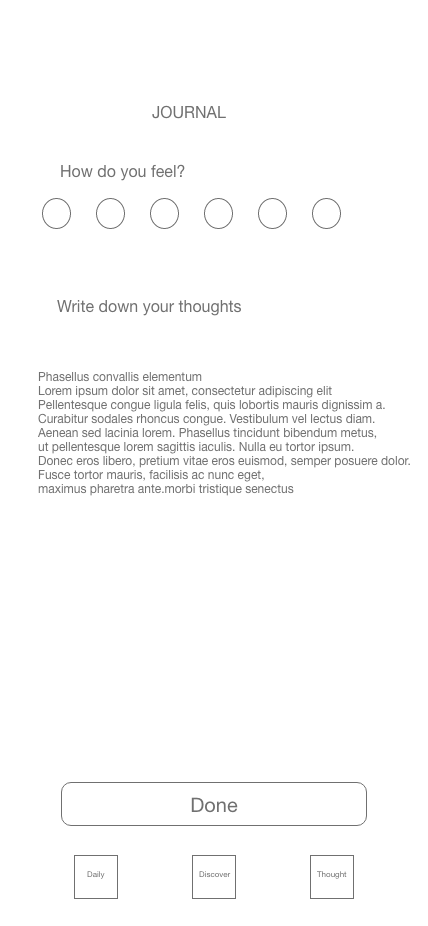 JOURNAL
How do you feel?
Write down your thoughts
Phasellus convallis elementum
Lorem ipsum dolor sit amet, consectetur adipiscing elit
Pellentesque congue ligula felis, quis lobortis mauris dignissim a.
Curabitur sodales rhoncus congue. Vestibulum vel lectus diam.
Aenean sed lacinia lorem. Phasellus tincidunt bibendum metus,
ut pellentesque lorem sagittis iaculis. Nulla eu tortor ipsum.
Donec eros libero, pretium vitae eros euismod, semper posuere dolor.
Fusce tortor mauris, facilisis ac nunc eget,
maximus pharetra ante.morbi tristique senectus
Done
Daily Discover Thought